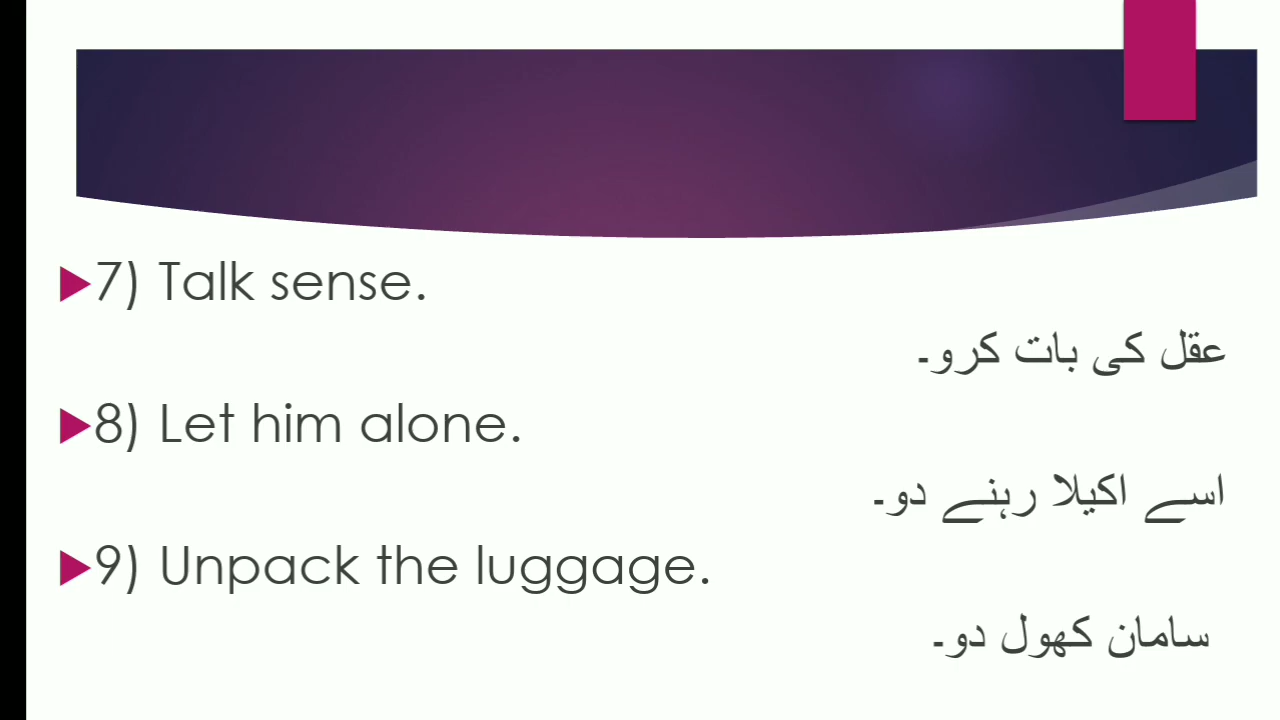 7) Talk sense.
عقل کی بات کرو۔
8) Let him alone.
اسے اکیلا رہنے دو۔
9) Unpack the luggage.
سامان کھول دو۔